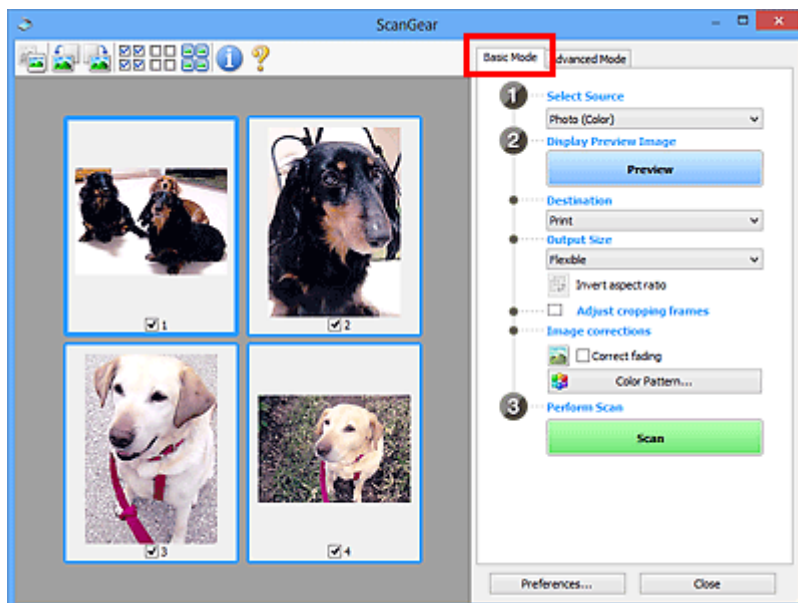 ScanGear
Basic Mode
Advanced Mode
1 Select Source
Photo (Color)
2 Display Preview Image
Preview
Destination
Print
Output Size
Flexible
Invert aspect ratio
Adjust cropping frames
Image corrections
Correct fading
Color Pattern...
3 Perform Scan
Scan
1
2
3
4
Preferences...
Close